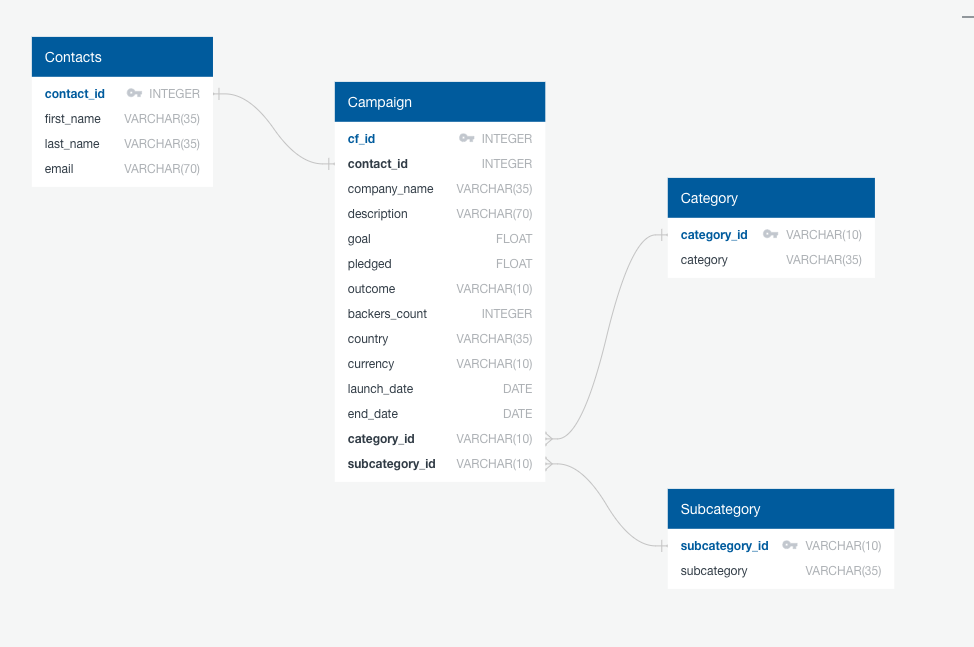 Contacts
contact_id INTEGER
first_name VARCHAR(35)
last_name VARCHAR(35)
email VARCHAR(70)
Campaign
cf_id INTEGER
contact_id INTEGER
company_name VARCHAR(35)
description VARCHAR(70)
goal FLOAT
pledged FLOAT
outcome VARCHAR(10)
backers_count INTEGER
country VARCHAR(35)
currency VARCHAR(10)
launch_date DATE
end_date DATE
category_id VARCHAR(10)
subcategory_id VARCHAR(10)
Category
category_id VARCHAR(10)
category VARCHAR(35)
Subcategory
subcategory_id VARCHAR(10)
subcategory VARCHAR(35)